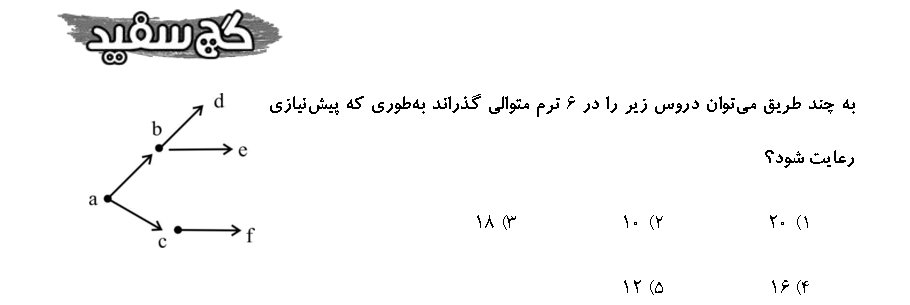 گچ سفید
به چند طریق می‌توان دروس زیر را در ۶ ترم متوالی گذراند به‌طوری که پیش‌نیازی
رعایت شود؟
d
b
e
a
c
f
۱) ۲۰ ۲) ۱۰ ۳) ۱۸
۴) ۱۶ ۵) ۱۲